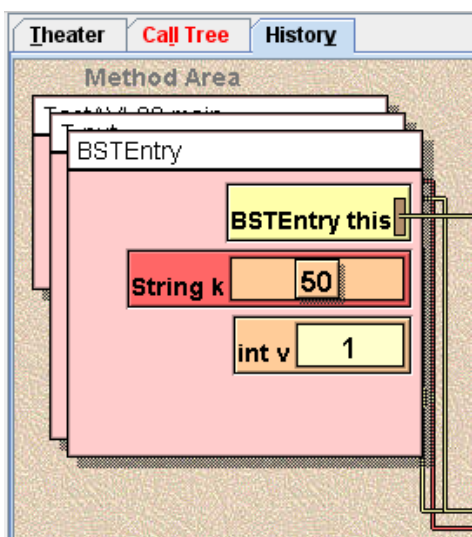 Theater Call Tree History
Method Area
BSTEntry
BSTEntry this
String k 50
int v 1